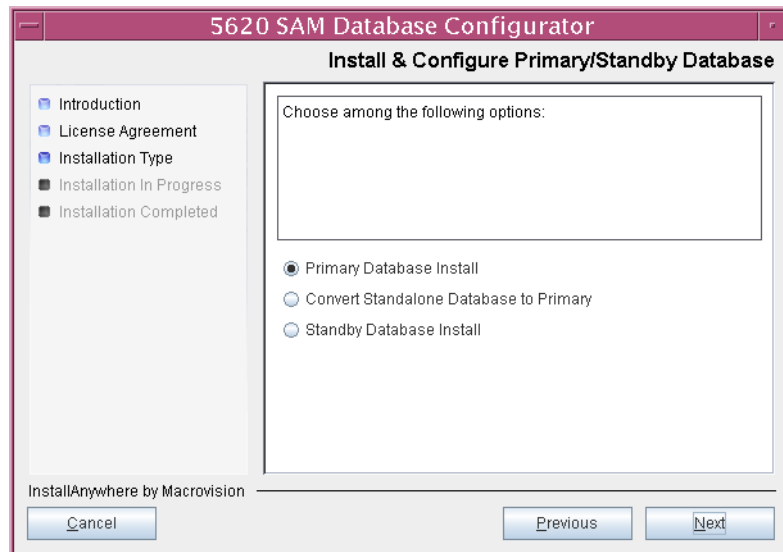 5620 SAM Database Configurator
Install & Configure Primary/Standby Database
Introduction
License Agreement
Installation Type
Installation In Progress
Installation Completed
Choose among the following options:
Primary Database Install
Convert Standalone Database to Primary
Standby Database Install
InstallAnywhere by Macrovision
Cancel
Previous
Next